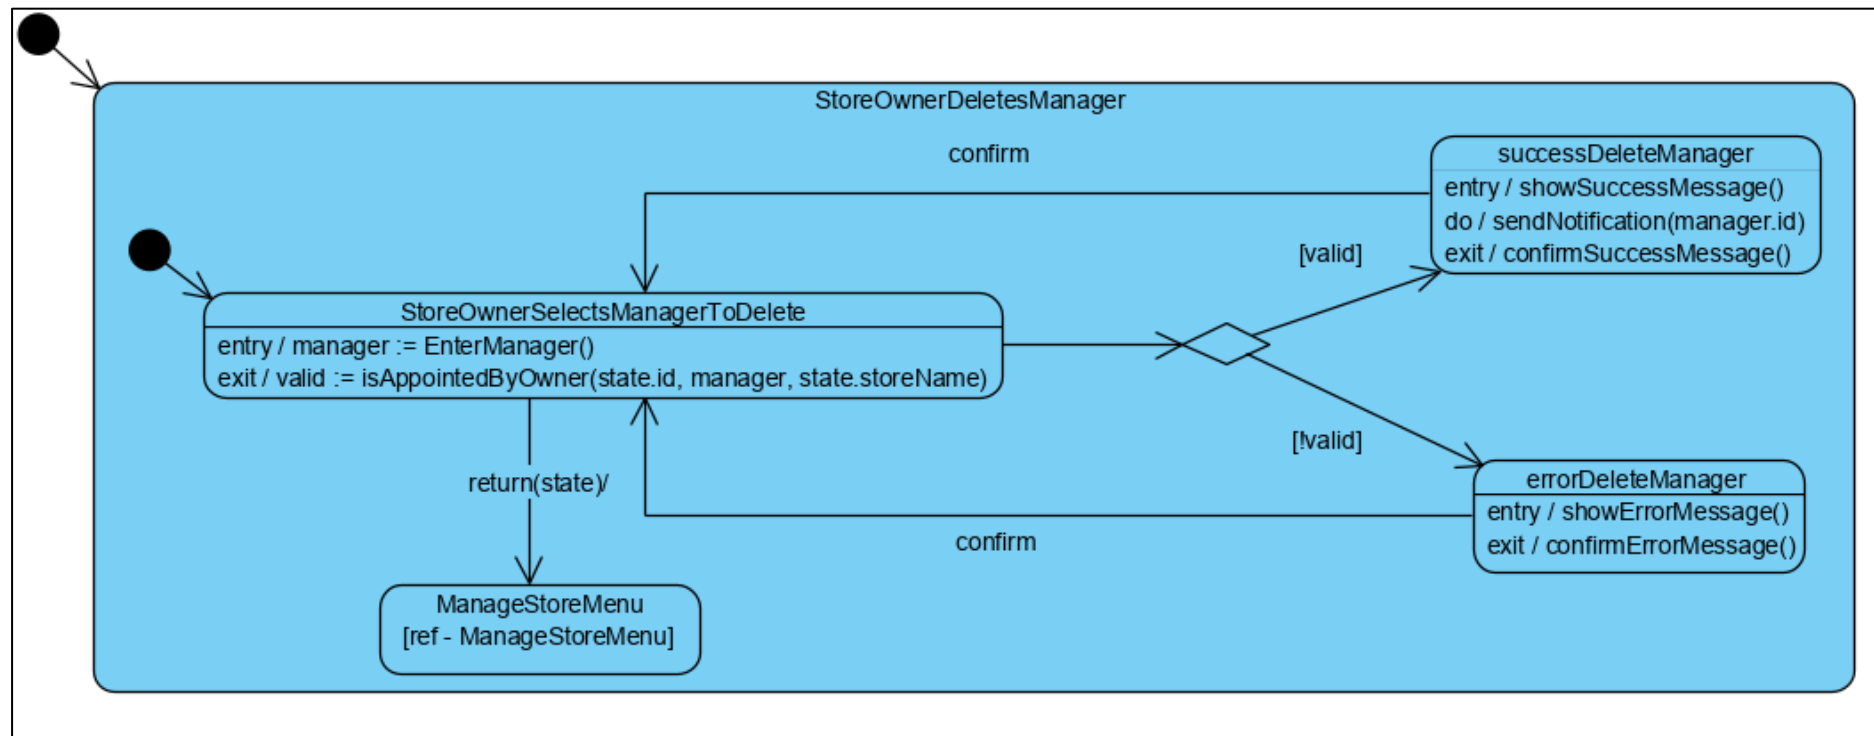 StoreOwnerDeletesManager
confirm
successDeleteManager
entry / showSuccessMessage()
do / sendNotification(manager.id)
exit / confirmSuccessMessage()
[valid]
StoreOwnerSelectsManagerToDelete
entry / manager := EnterManager()
exit / valid := isAppointedByOwner(state.id, manager, state.storeName)
[!valid]
return(state)/
errorDeleteManager
entry / showErrorMessage()
exit / confirmErrorMessage()
confirm
ManageStoreMenu
[ref - ManageStoreMenu]